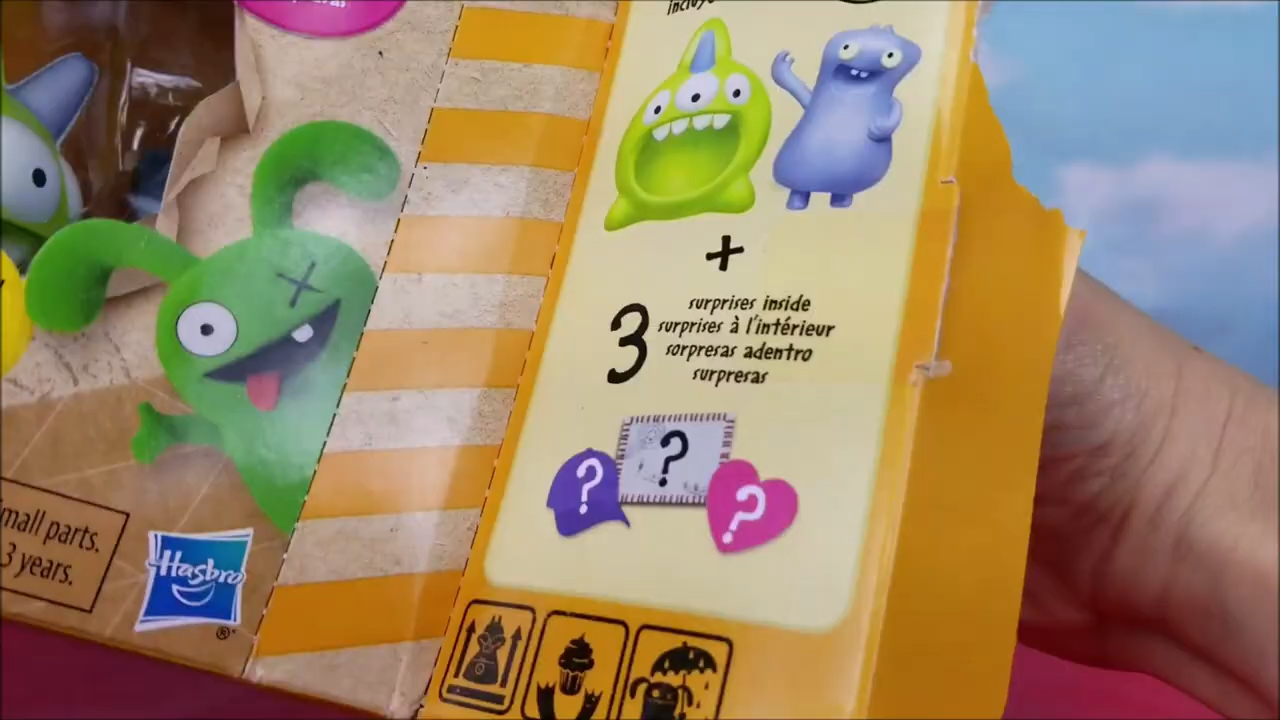 +
3
surprises inside
surprises à l'intérieur
sorpresas adentro
surpresas
?
?
?
mall parts.
3 years.
Hasbro
®*